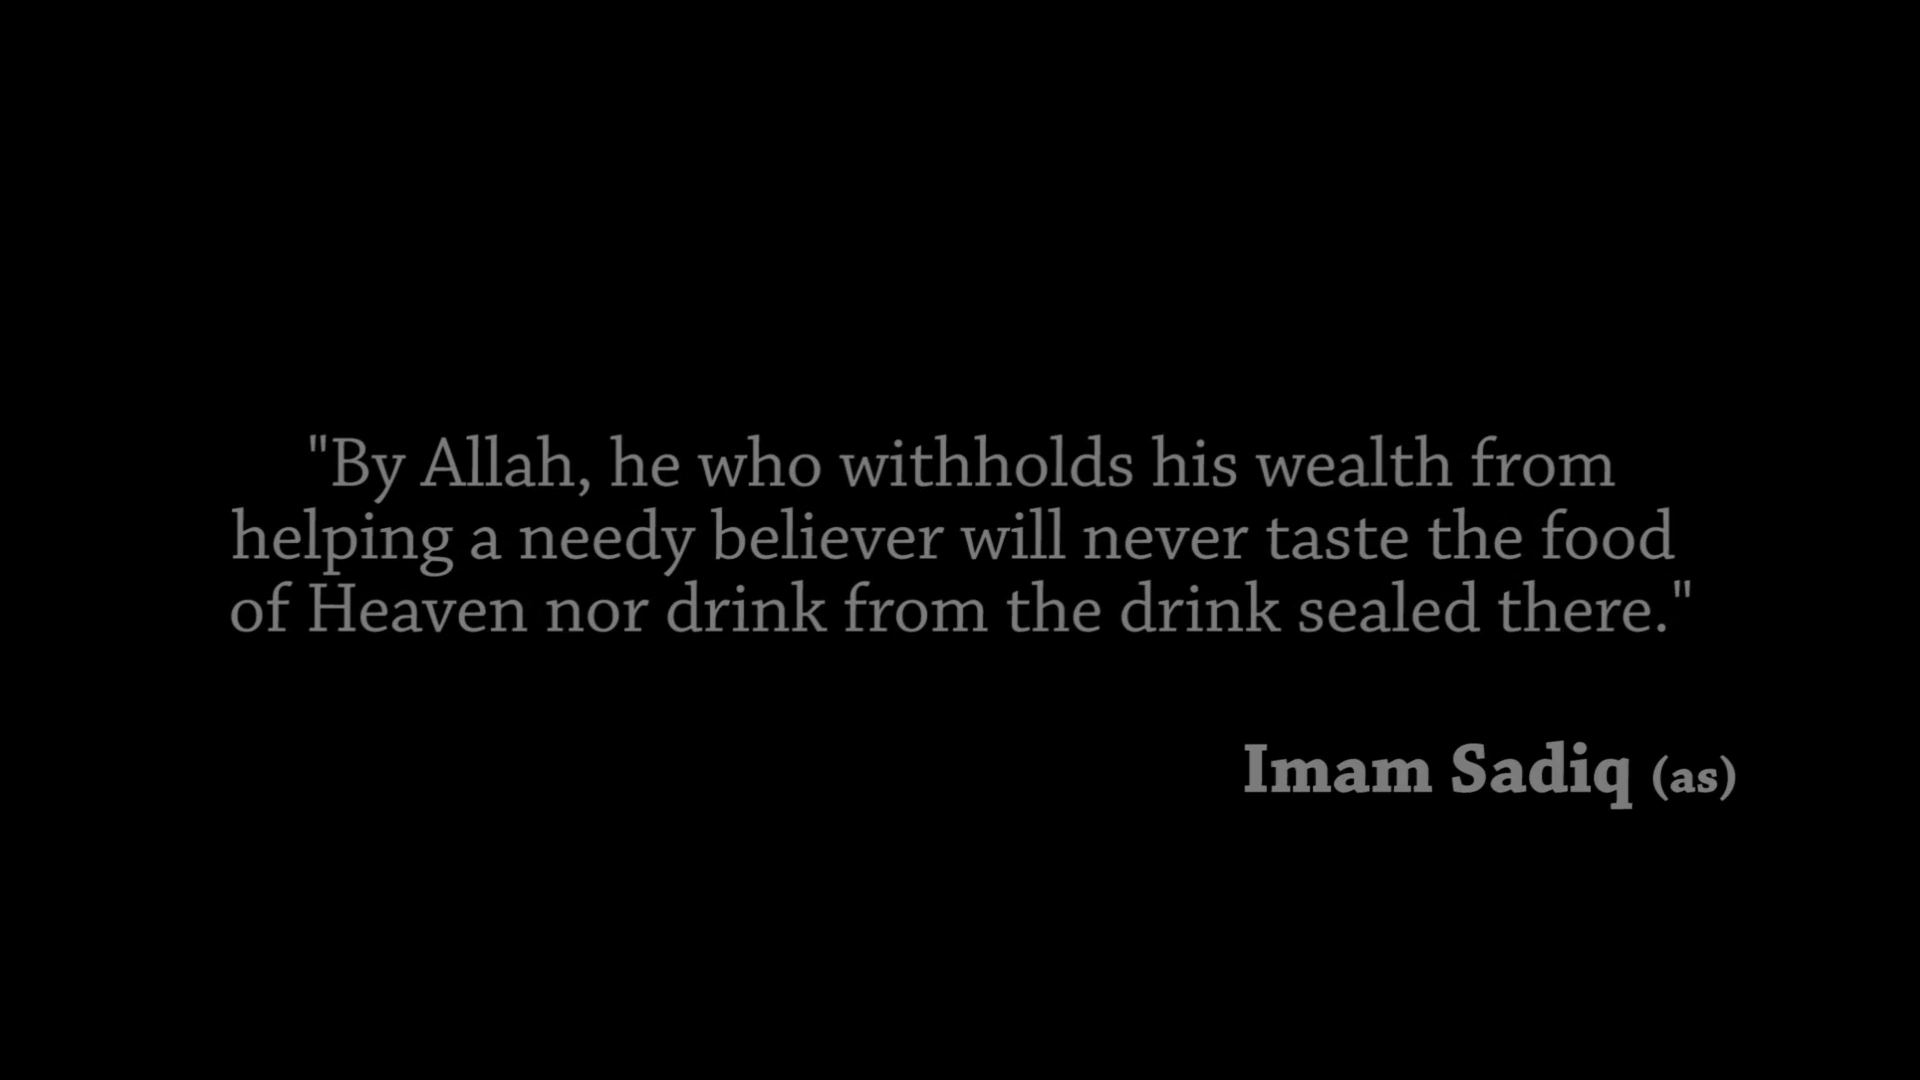 "By Allah, he who withholds his wealth from
helping a needy believer will never taste the food
of Heaven nor drink from the drink sealed there."
Imam Sadiq (as)